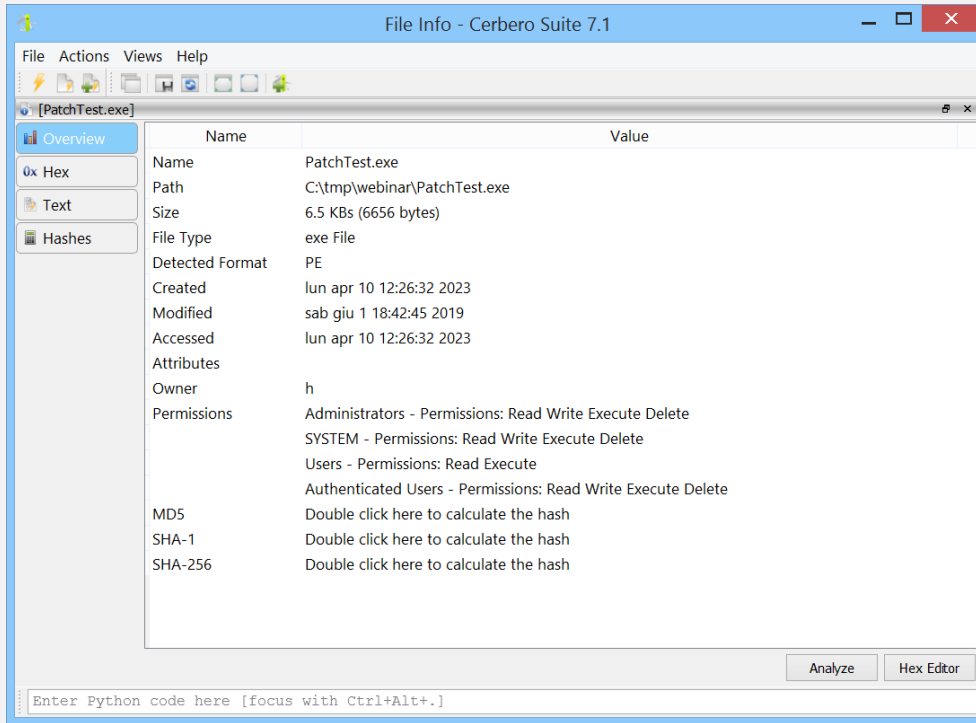 File Info - Cerbero Suite 7.1
File Actions Views Help
[PatchTest.exe]
Overview
0x Hex
Text
Hashes
Name Value
Name PatchTest.exe
Path C:\tmp\webinar\PatchTest.exe
Size 6.5 KBs (6656 bytes)
File Type exe File
Detected Format PE
Created lun apr 10 12:26:32 2023
Modified sab giu 1 18:42:45 2019
Accessed lun apr 10 12:26:32 2023
Attributes
Owner h
Permissions Administrators - Permissions: Read Write Execute Delete
SYSTEM - Permissions: Read Write Execute Delete
Users - Permissions: Read Execute
Authenticated Users - Permissions: Read Write Execute Delete
MD5 Double click here to calculate the hash
SHA-1 Double click here to calculate the hash
SHA-256 Double click here to calculate the hash
Analyze Hex Editor
Enter Python code here [focus with Ctrl+Alt+.]